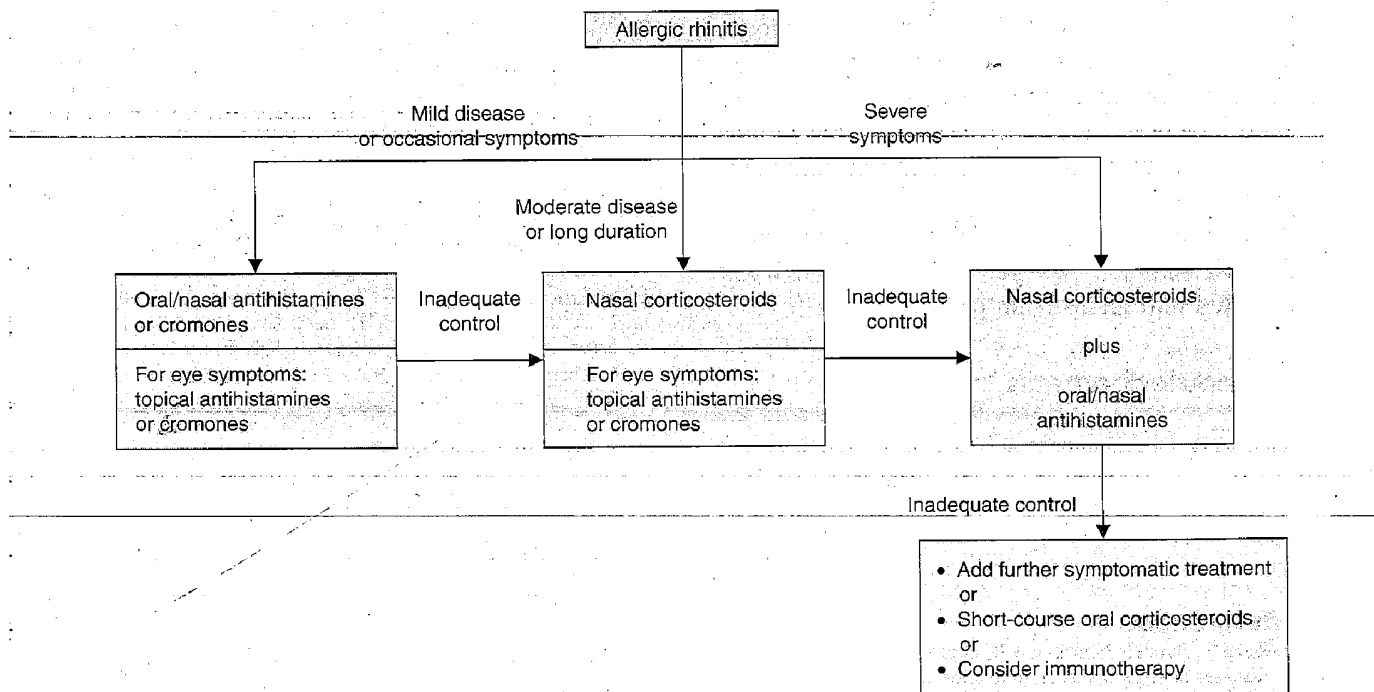 Allergic rhinitis
Mild disease
or occasional symptoms
Severe
symptoms
Moderate disease
or long duration
Oral/nasal antihistamines
or cromones
For eye symptoms:
topical antihistamines
or cromones
Inadequate
control
Nasal corticosteroids
For eye symptoms:
topical antihistamines
or cromones
Inadequate
control
Nasal corticosteroids
plus
oral/nasal
antihistamines
Inadequate control
• Add further symptomatic treatment
or
• Short-course oral corticosteroids
or
• Consider immunotherapy